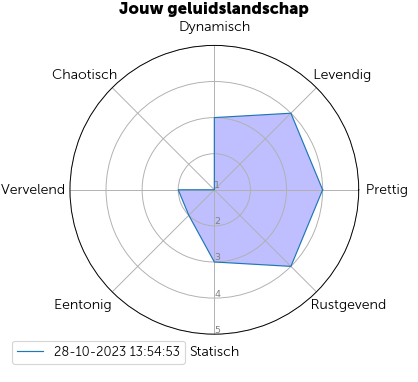 Jouw geluidslandschap
Dynamisch
Chaotisch
Levendig
Vervelend
1
Prettig
2
3
4
Eentonig
Rustgevend
5
28-10-2023 13:54:53
Statisch